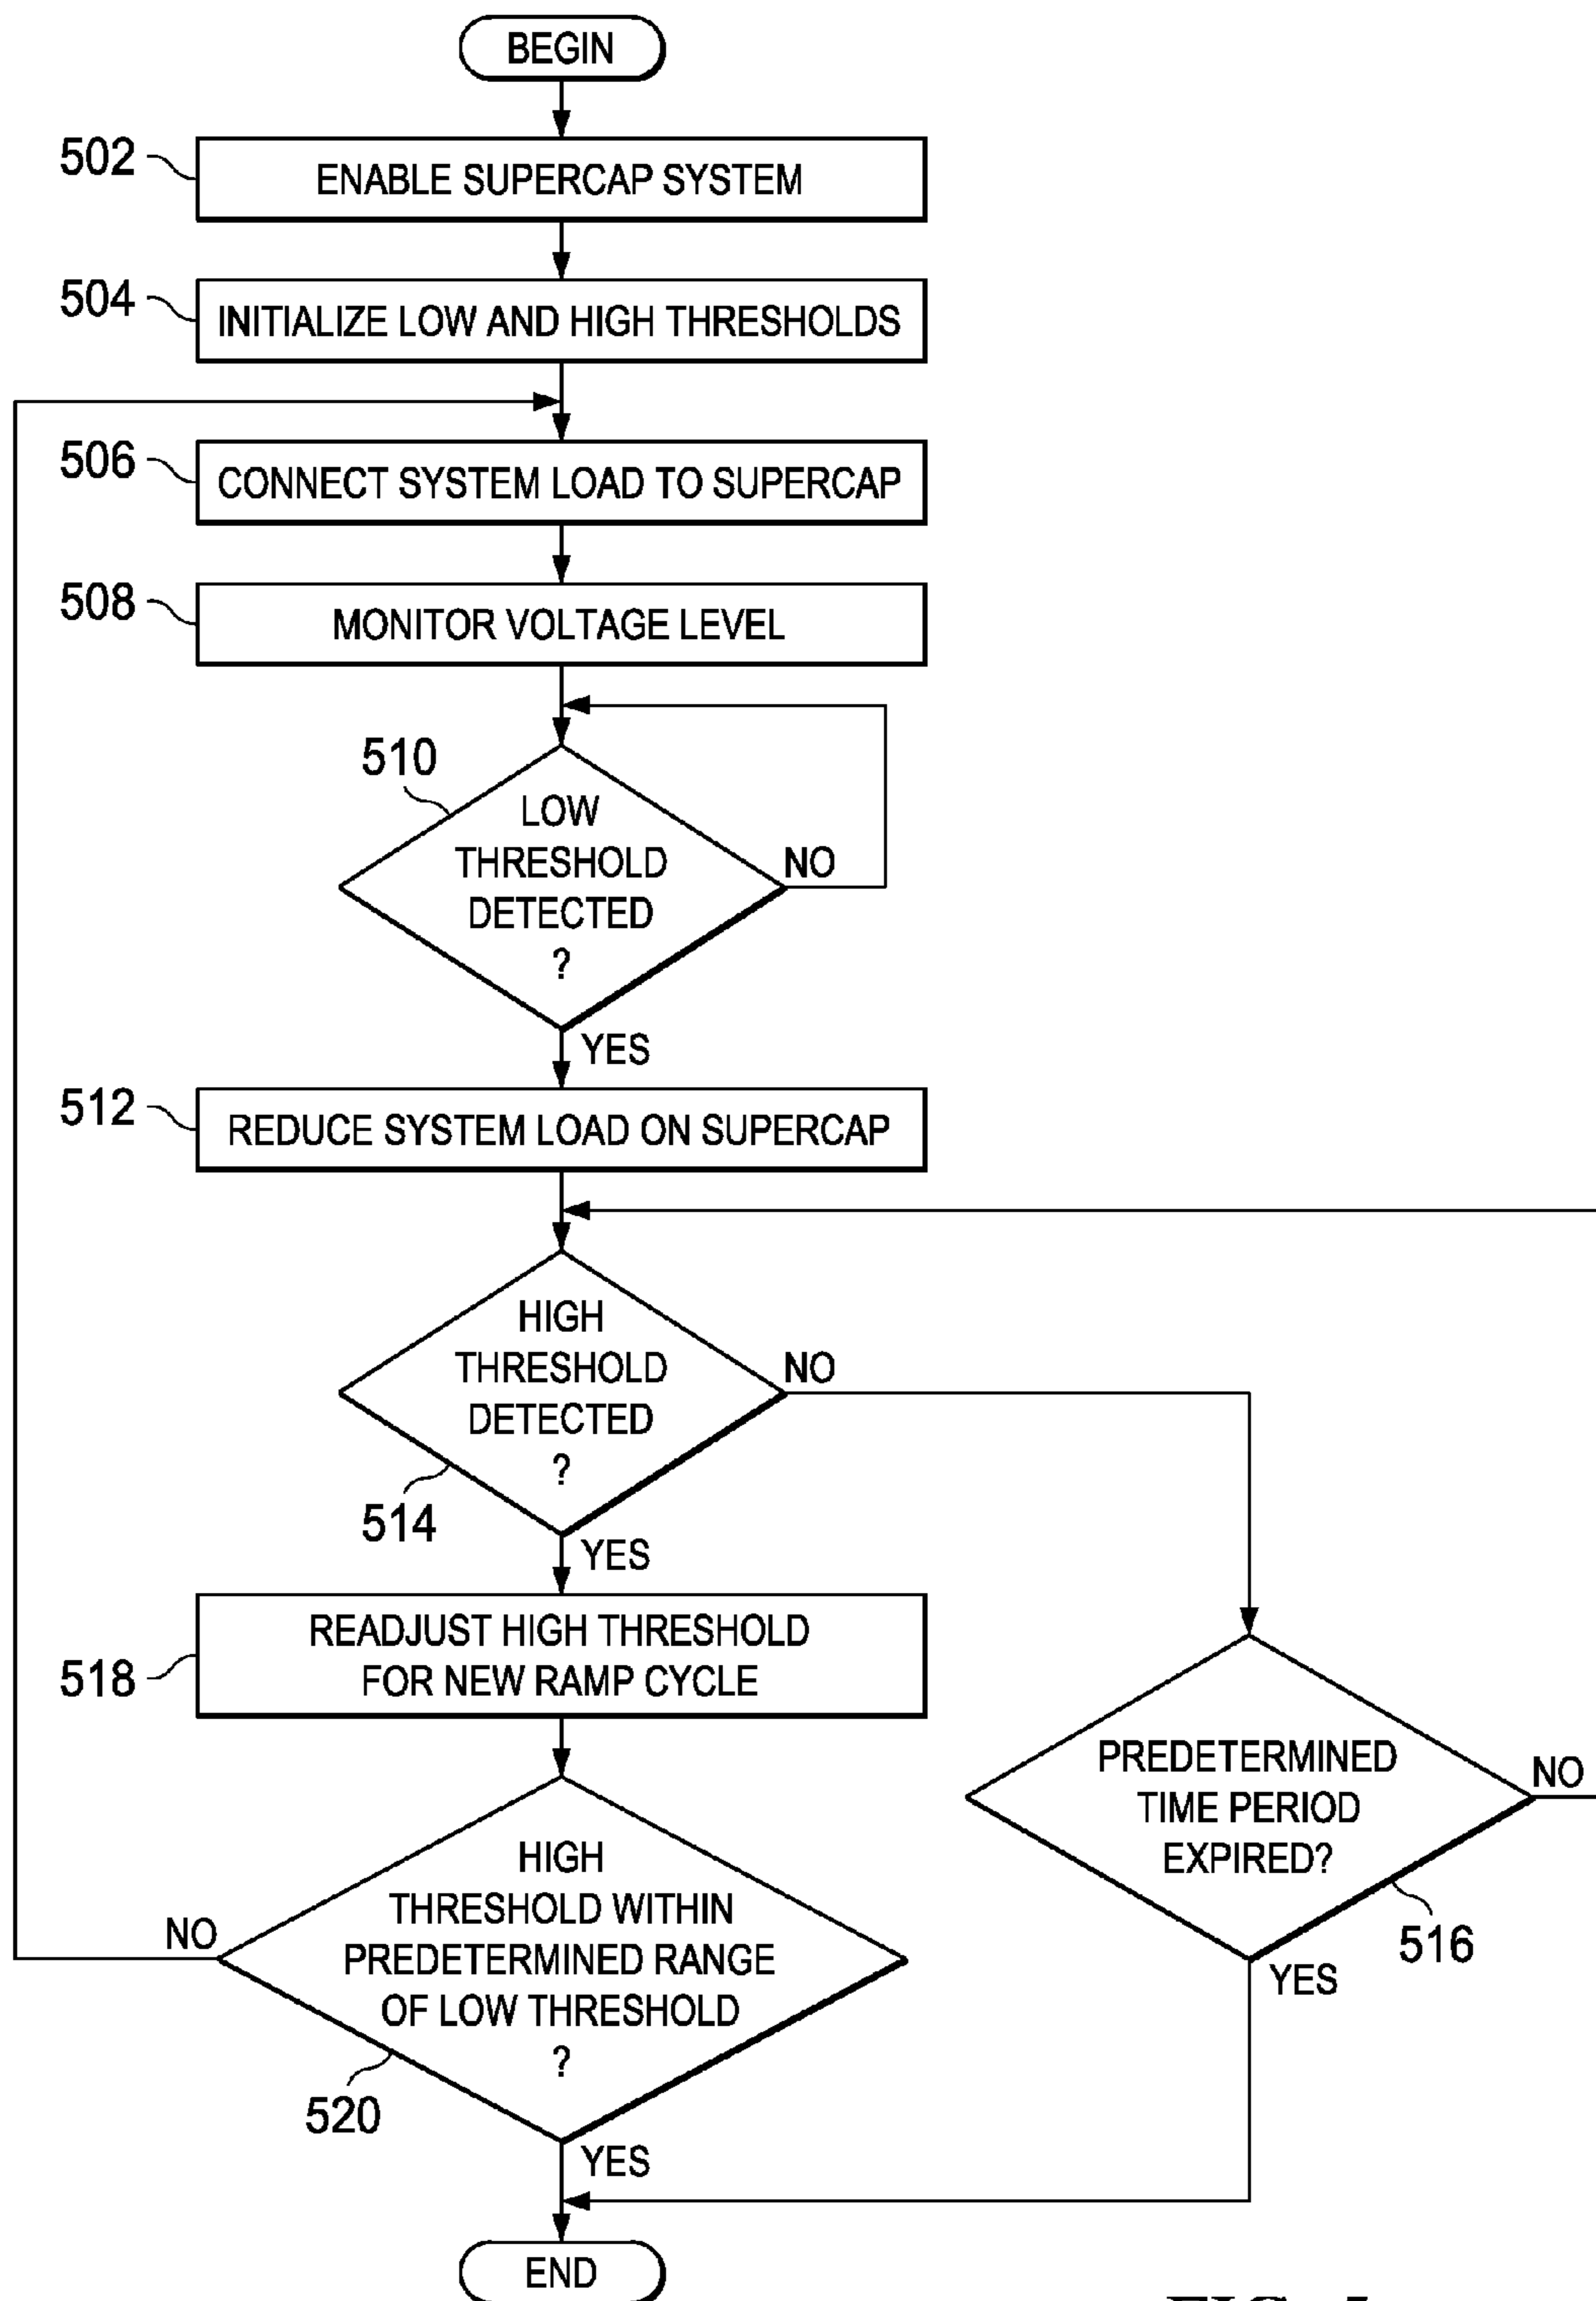 BEGIN
502
ENABLE SUPERCAP SYSTEM
504
INITIALIZE LOW AND HIGH THRESHOLDS
506
CONNECT SYSTEM LOAD TO SUPERCAP
508
MONITOR VOLTAGE LEVEL
510
LOW
THRESHOLD
DETECTED
?
NO
YES
512
REDUCE SYSTEM LOAD ON SUPERCAP
HIGH
THRESHOLD
DETECTED
?
NO
514
YES
518
READJUST HIGH THRESHOLD
FOR NEW RAMP CYCLE
PREDETERMINED
TIME PERIOD
EXPIRED?
NO
516
YES
HIGH
THRESHOLD WITHIN
PREDETERMINED RANGE
OF LOW THRESHOLD
?
NO
520
YES
END